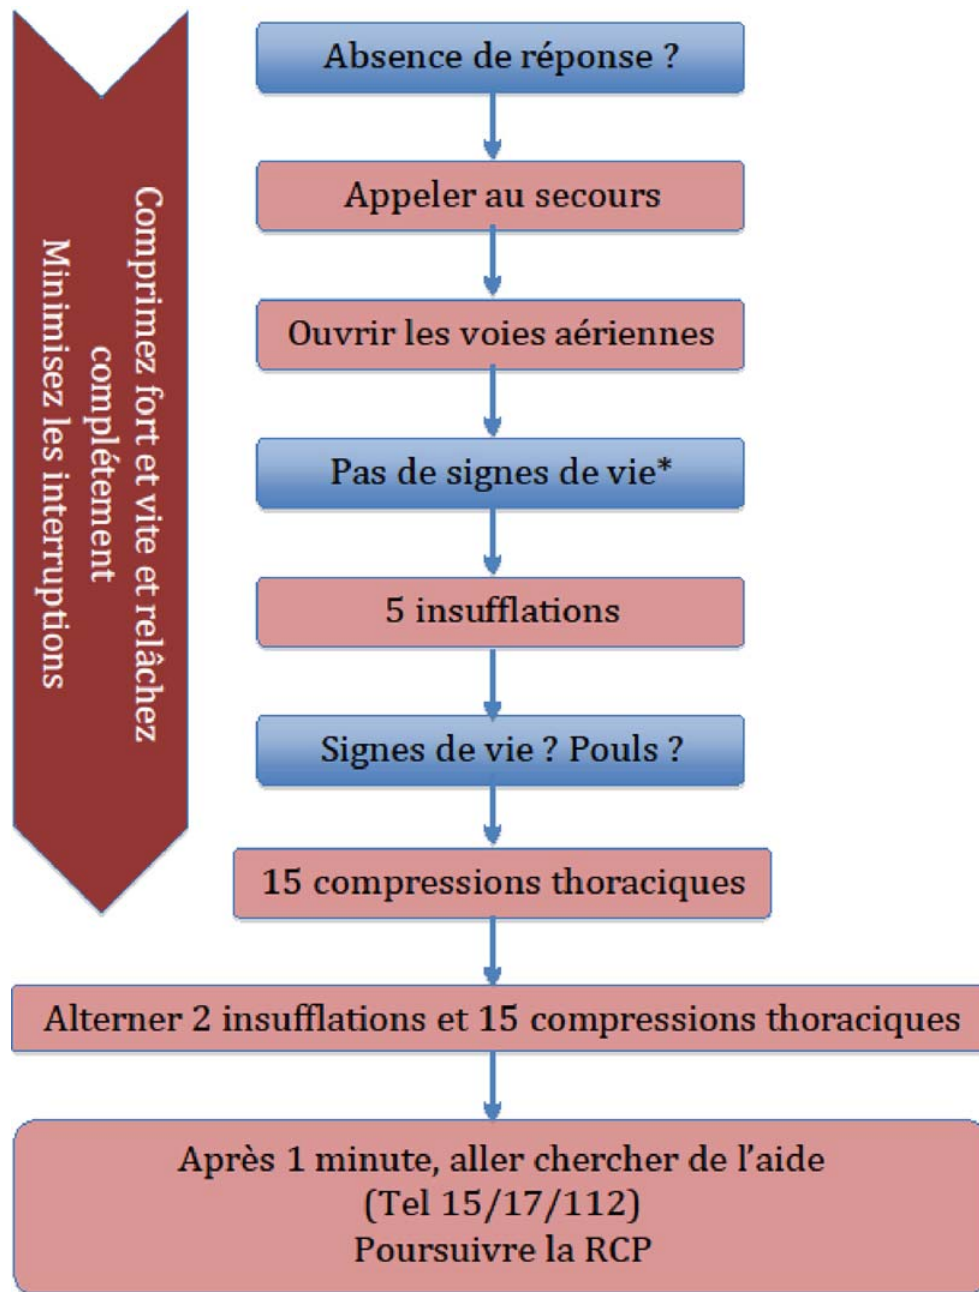 Absence de réponse ?
Appeler au secours
Ouvrir les voies aériennes
Pas de signes de vie*
5 insufflations
Signes de vie ? Pouls ?
15 compressions thoraciques
Alterner 2 insufflations et 15 compressions thoraciques
Après 1 minute, aller chercher de l’aide
(Tel 15/17/112)
Poursuivre la RCP
Comprimez fort et vite et relâchez
complétement
Minimisez les interruptions